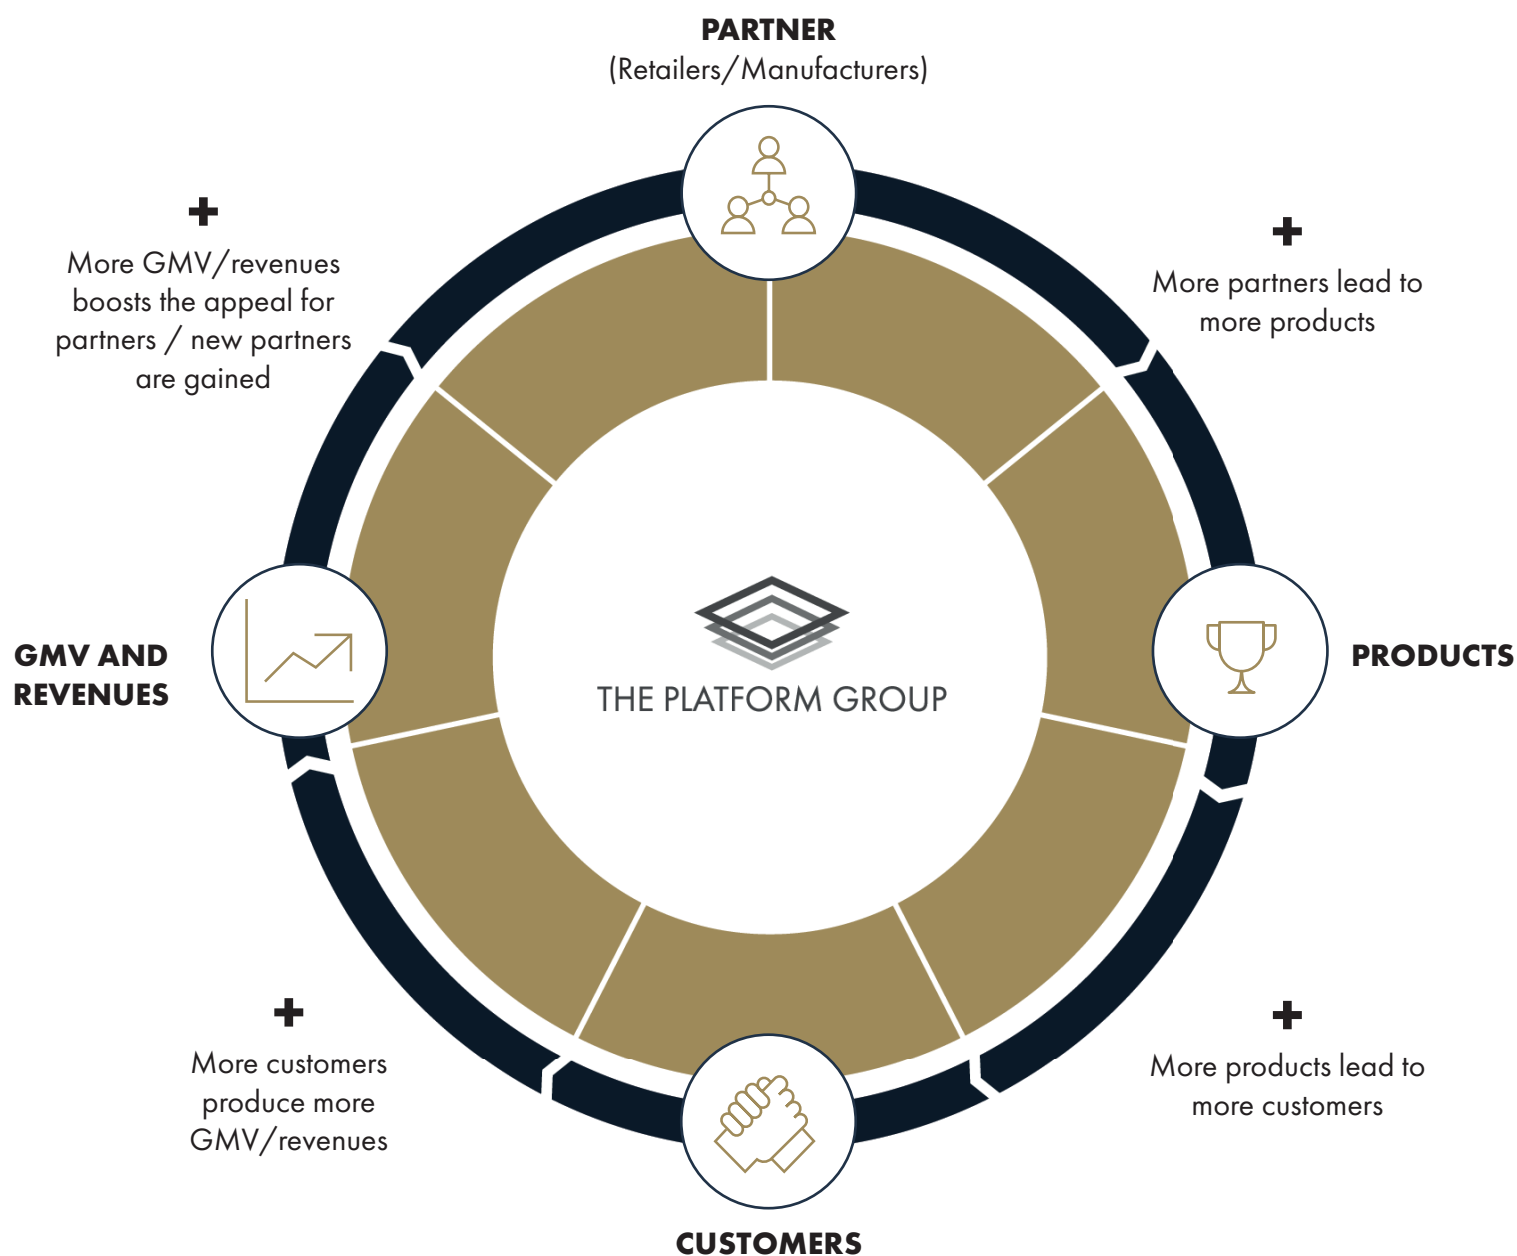 PARTNER
(Retailers/Manufacturers)
+
More GMV/revenues
boosts the appeal for
partners / new partners
are gained
+
More partners lead to
more products
GMV AND
REVENUES
THE PLATFORM GROUP
PRODUCTS
+
More customers
produce more
GMV/revenues
+
More products lead to
more customers
CUSTOMERS